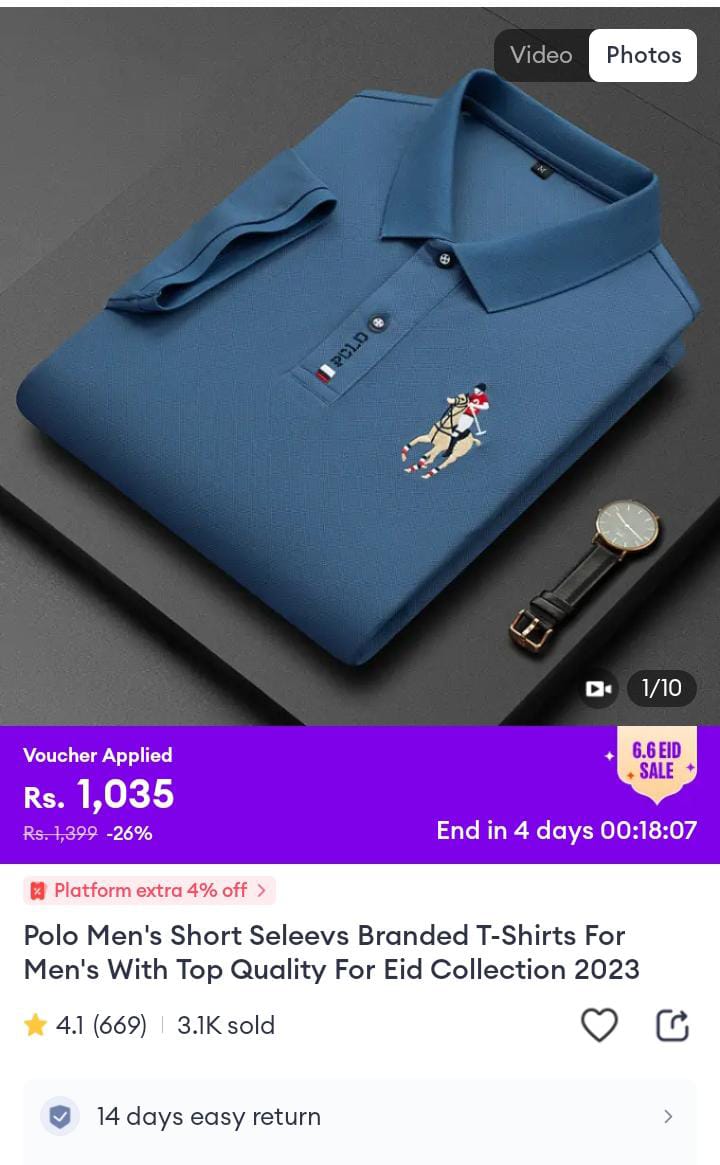 Video Photos
M
POLO
1/10
Voucher Applied
6.6 EID
SALE
Rs. 1,035
Rs. 1,399 -26%
End in 4 days 00:18:07
Platform extra 4% off >
Polo Men's Short Seleevs Branded T-Shirts For
Men's With Top Quality For Eid Collection 2023
4.1 (669) | 3.1K sold
14 days easy return >